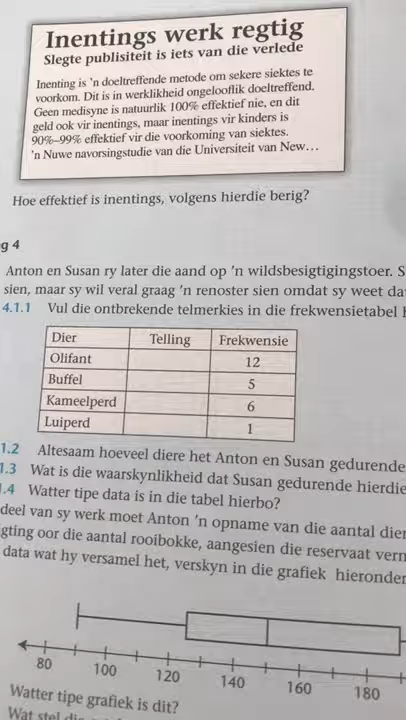 Inentings werk regtig
Slegte publisiteit is iets van die verlede
Inenting is 'n doeltreffende metode om sekere siektes te
voorkom. Dit is in werklikheid ongelooflik doeltreffend.
Geen medisyne is natuurlik 100% effektief nie, en dit
geld ook vir inentings, maar inentings vir kinders is
90%–99% effektief vir die voorkoming van siektes.
'n Nuwe navorsingstudie van die Universiteit van New…
Hoe effektief is inentings, volgens hierdie berig?
g 4
Anton en Susan ry later die aand op 'n wildsbesigtigingstoer. S
sien, maar sy wil veral graag 'n renoster sien omdat sy weet da
4.1.1 Vul die ontbrekende telmerkies in die frekwensietabel
Dier Telling Frekwensie
Olifant 12
Buffel 5
Kameelperd 6
Luiperd 1
1.2 Altesaam hoeveel diere het Anton en Susan gedurende
1.3 Wat is die waarskynlikheid dat Susan gedurende hierdie
1.4 Watter tipe data is in die tabel hierbo?
deel van sy werk moet Anton 'n opname van die aantal dier
gting oor die aantal rooibokke, aangesien die reservaat vern
data wat hy versamel het, verskyn in die grafiek hieronder
80 100 120 140 160 180
Watter tipe grafiek is dit?
Wat stel